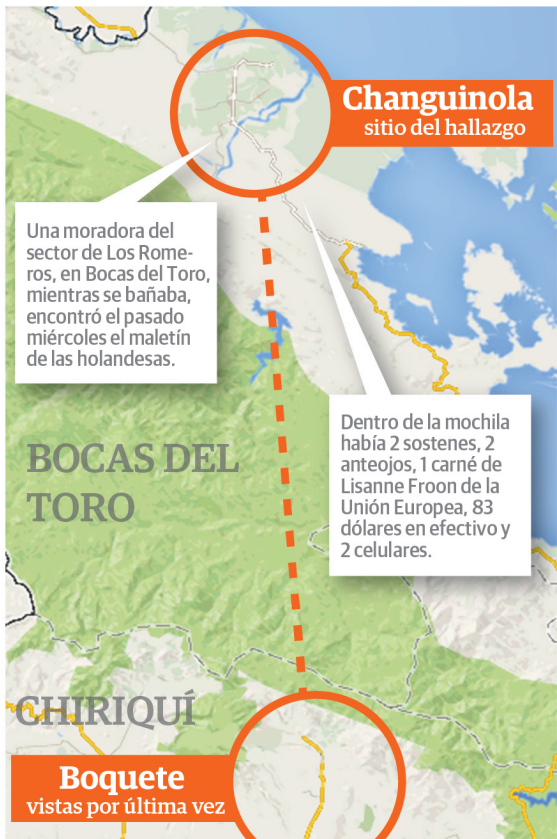 Changuinola
sitio del hallazgo
Una moradora del
sector de Los Rome-
ros, en Bocas del Toro,
mientras se bañaba,
encontró el pasado
miércoles el maletín
de las holandesas.
Dentro de la mochila
había 2 sostenes, 2
anteojos, 1 carné de
Lisanne Froon de la
Unión Europea, 83
dólares en efectivo y
2 celulares.
BOCAS DEL
TORO
CHIRIQUÍ
Boquete
vistas por última vez